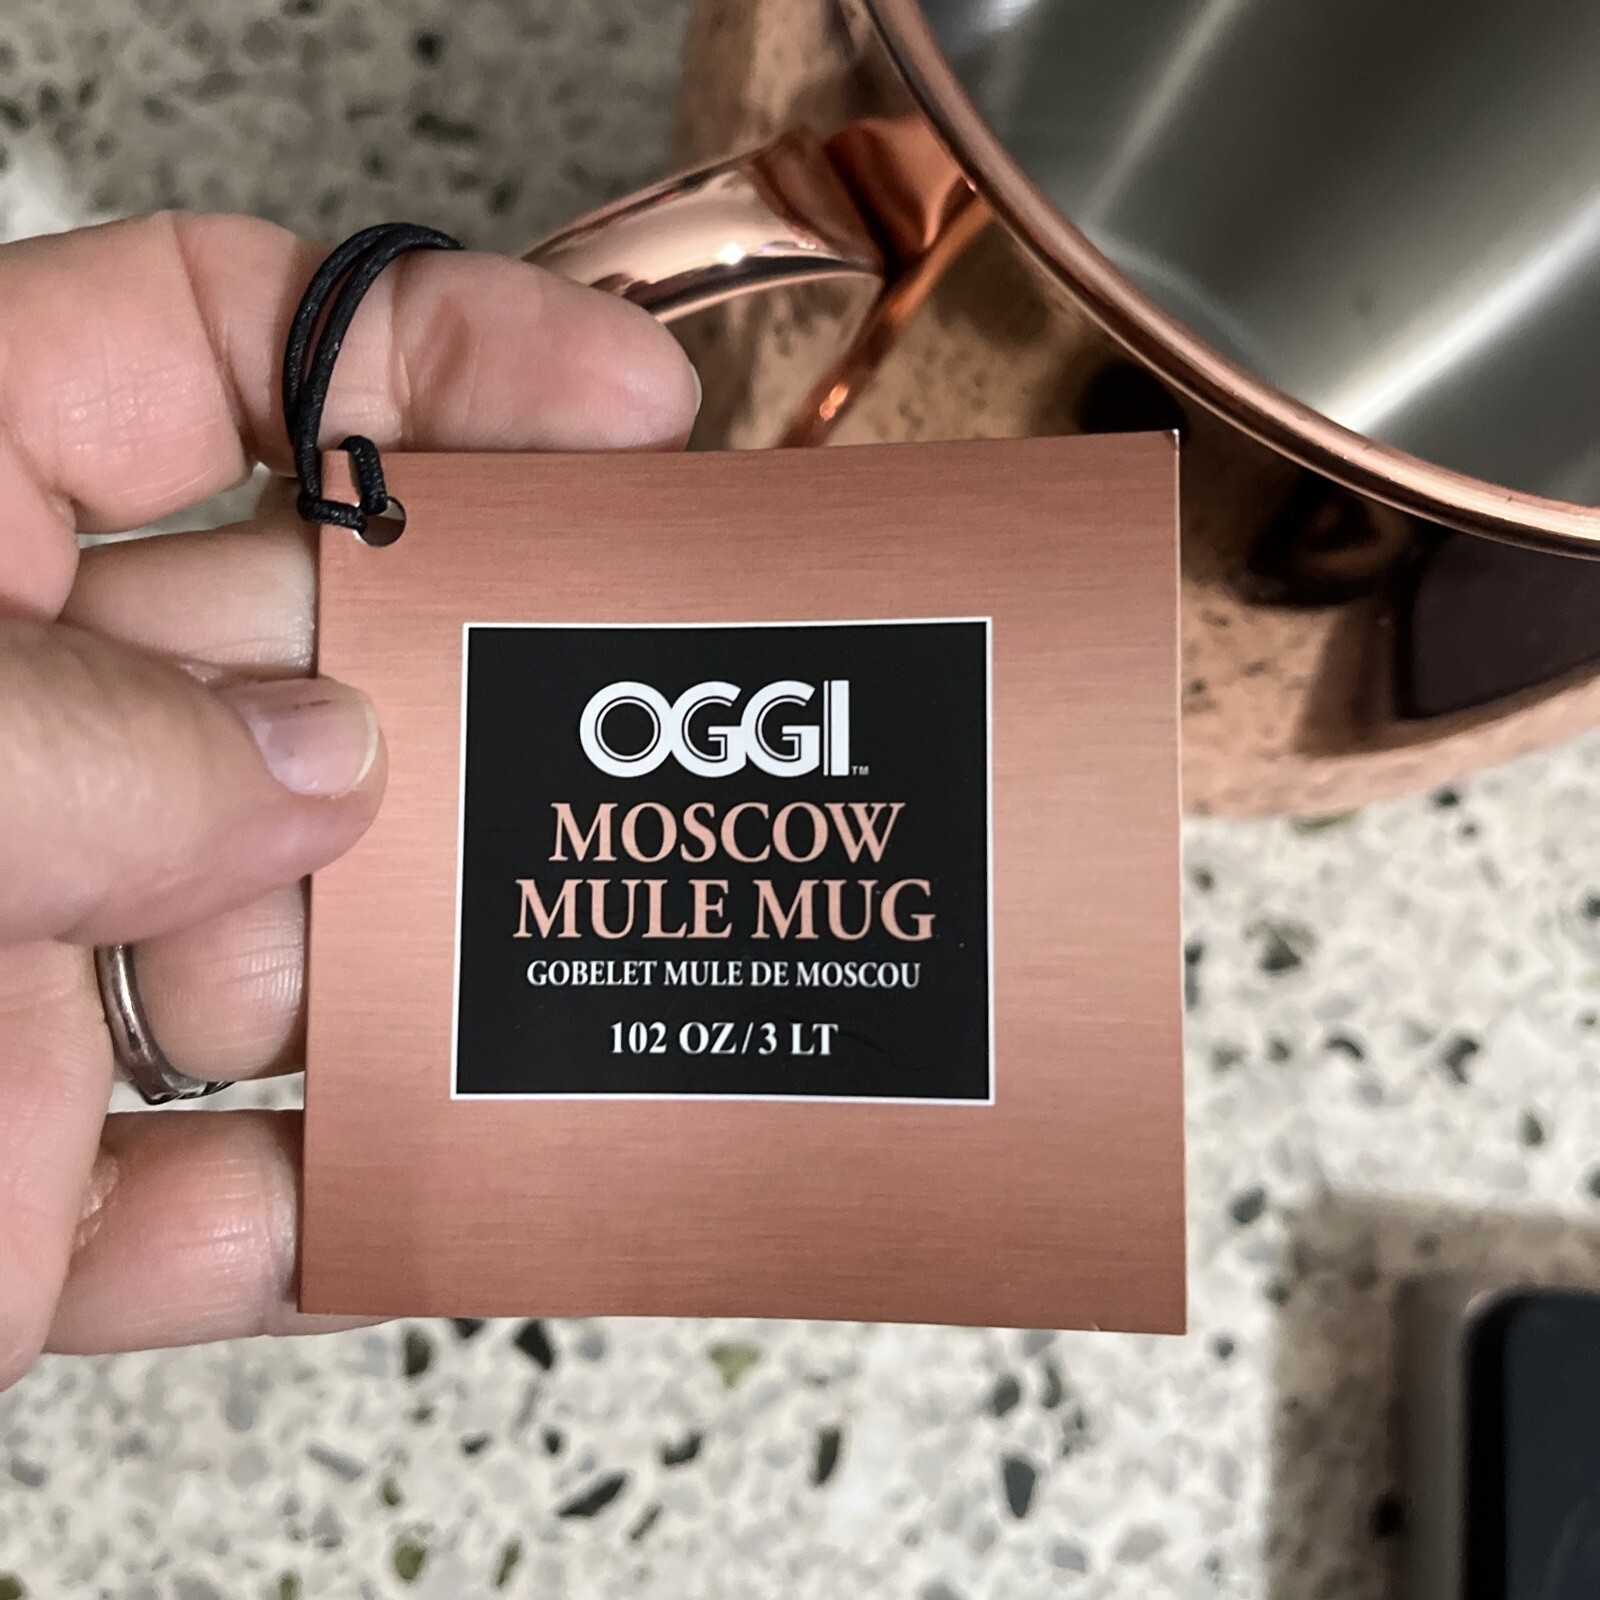 OGGI™
MOSCOW
MULE MUG
GOBELET MULE DE MOSCOU
102 OZ/3 LT